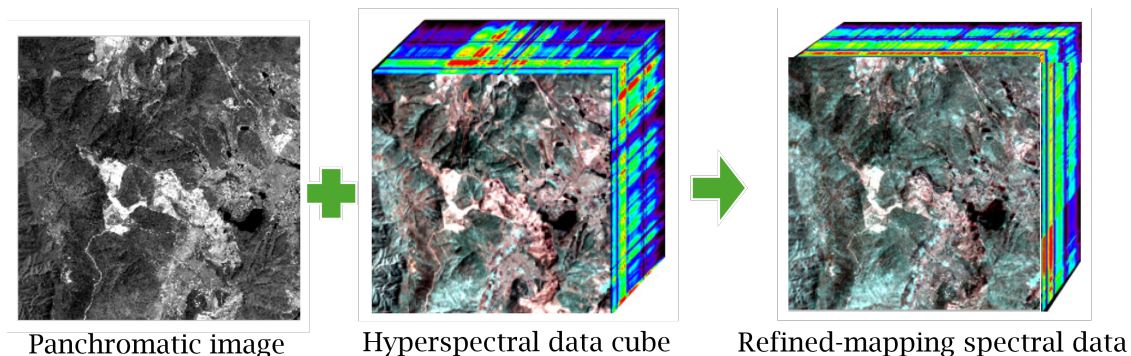 Panchromatic image
Hyperspectral data cube
Refined-mapping spectral data